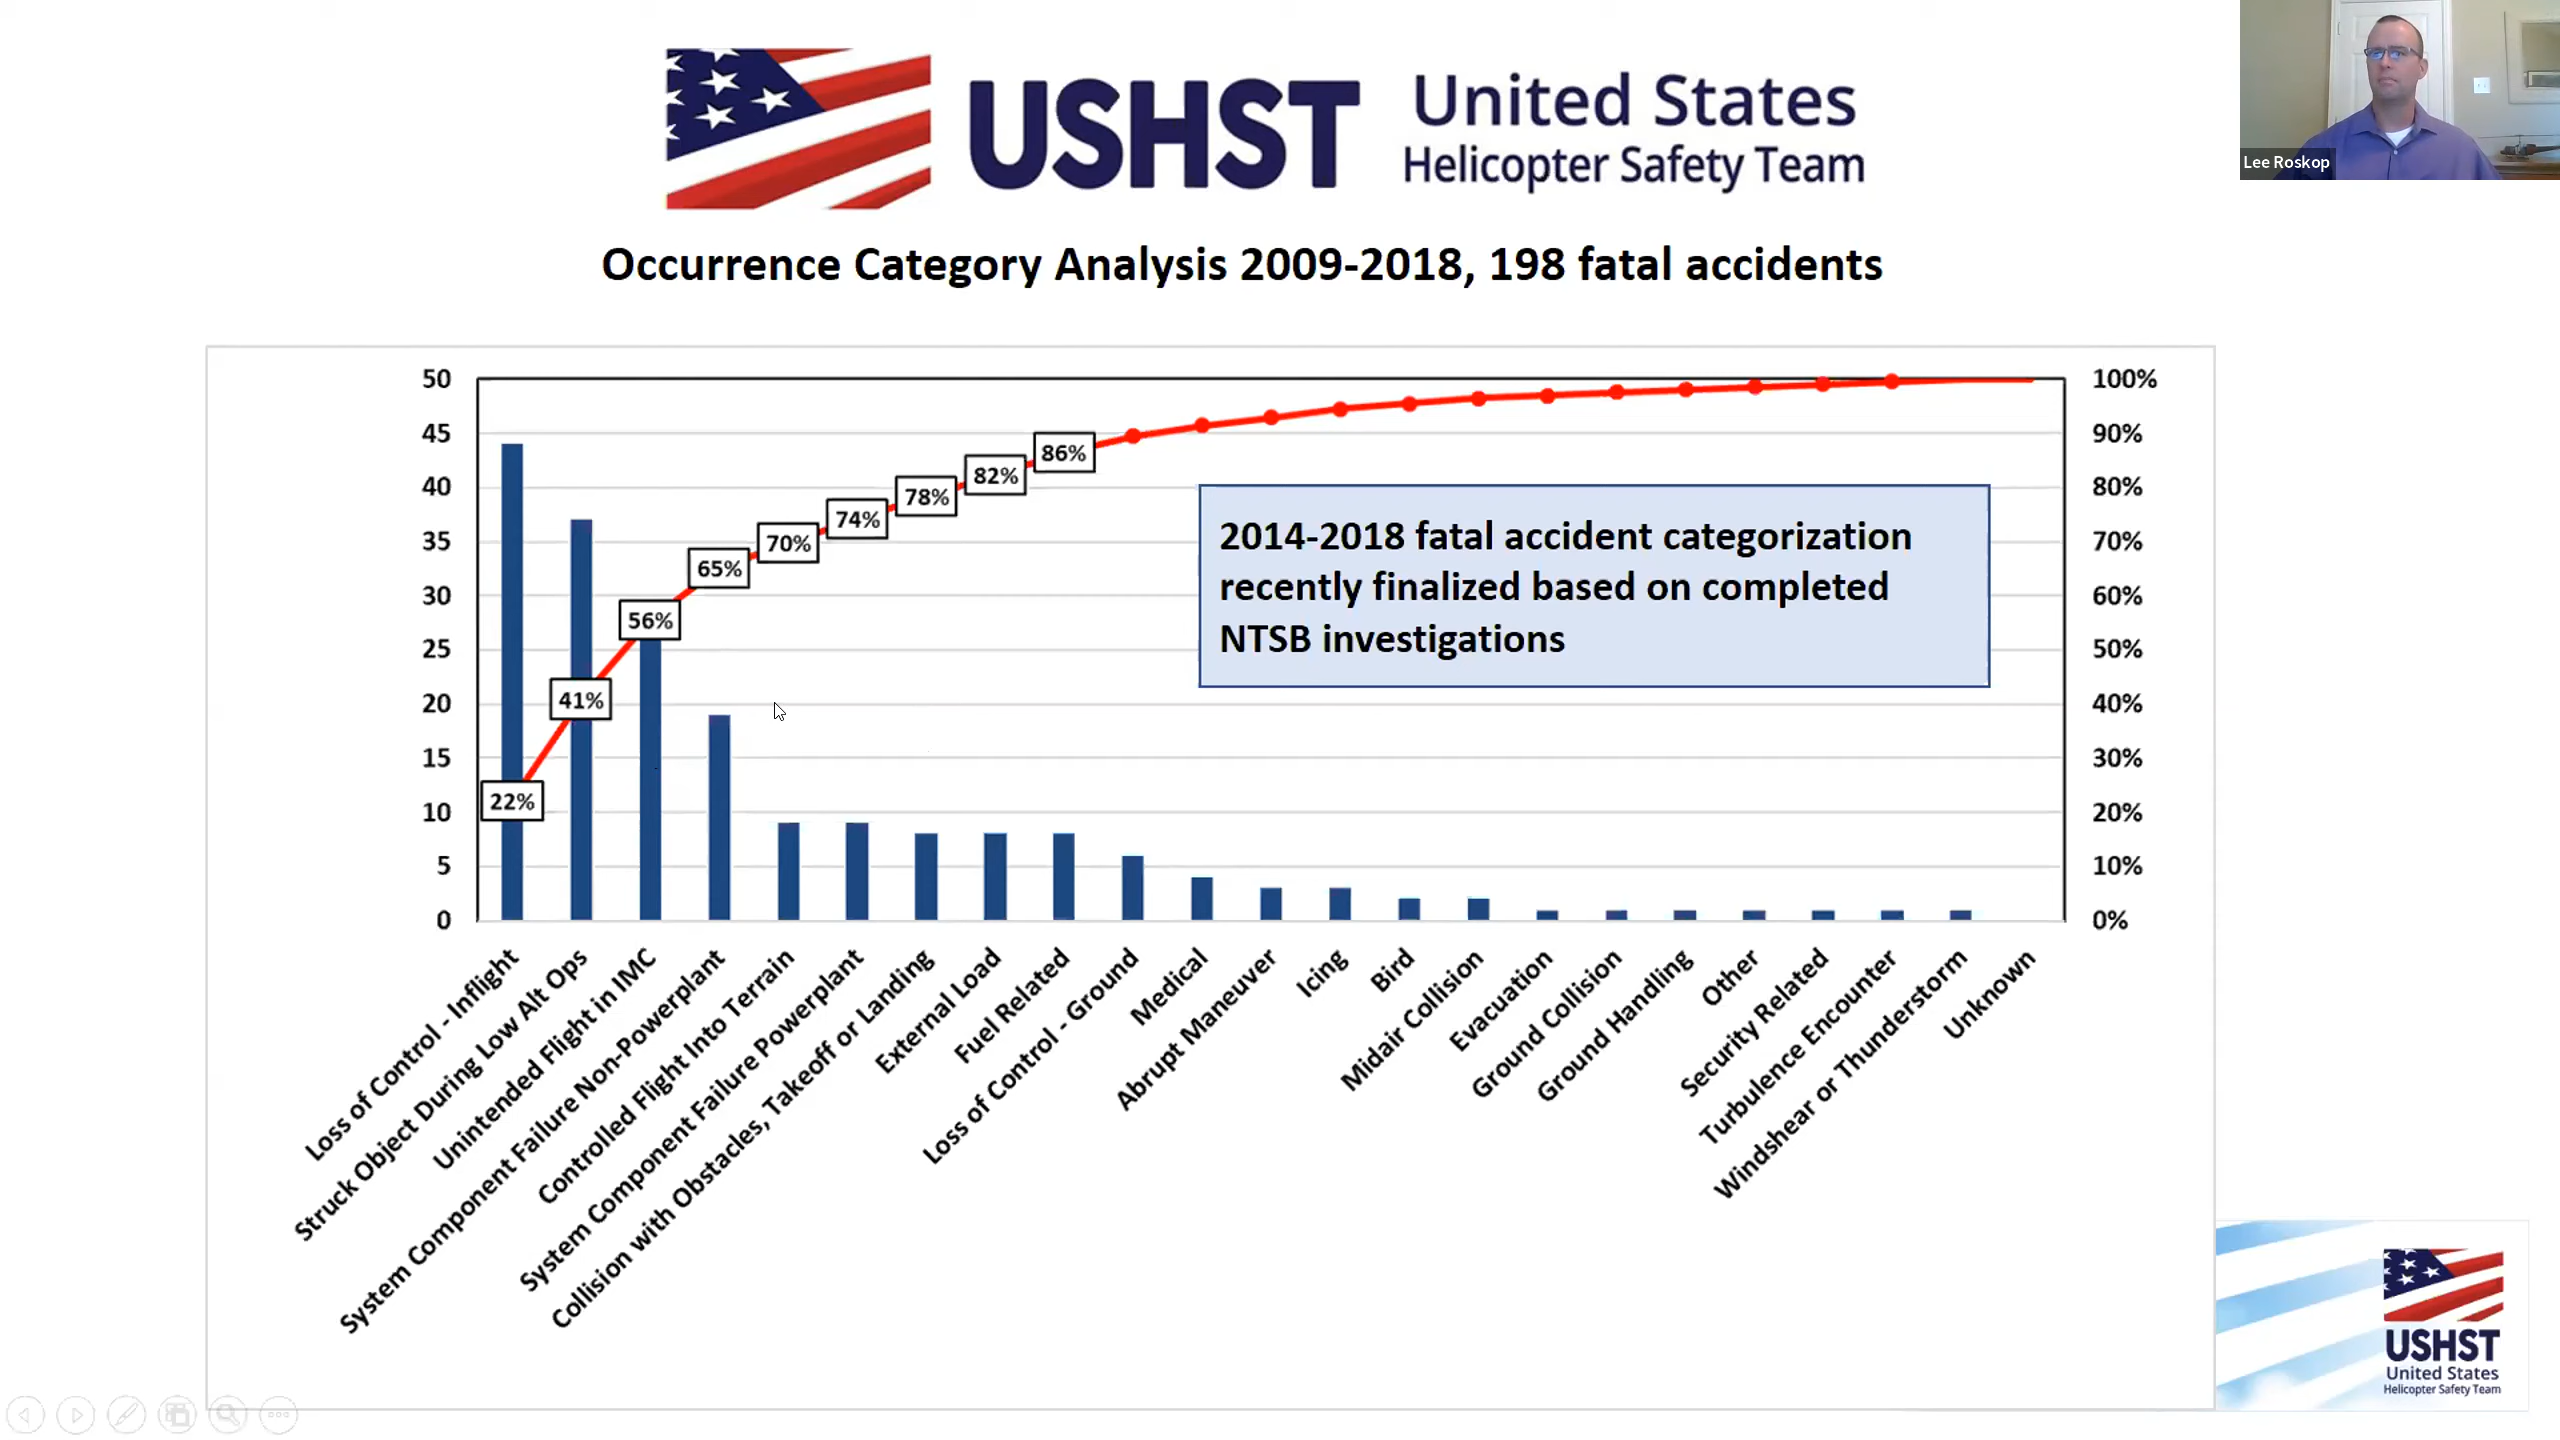 USHST
United States
Helicopter Safety Team
Lee Roskop
Occurrence Category Analysis 2009-2018, 198 fatal accidents
50
45
40
35
30
25
20
15
10
5
0
100%
90%
80%
70%
60%
50%
40%
30%
20%
10%
0%
22%
41%
56%
65%
70%
74%
78%
82%
86%
2014-2018 fatal accident categorization
recently finalized based on completed
NTSB investigations
Loss of Control - Inflight
Struck Object During Low Alt Ops
Unintended Flight in IMC
System Component Failure Non-Powerplant
Controlled Flight Into Terrain
System Component Failure Powerplant
Collision with Obstacles, Takeoff or Landing
External Load
Fuel Related
Loss of Control - Ground
Medical
Abrupt Maneuver
Icing
Bird
Midair Collision
Evacuation
Ground Collision
Ground Handling
Other
Security Related
Turbulence Encounter
Windshear or Thunderstorm
Unknown
USHST
United States
Helicopter Safety Team